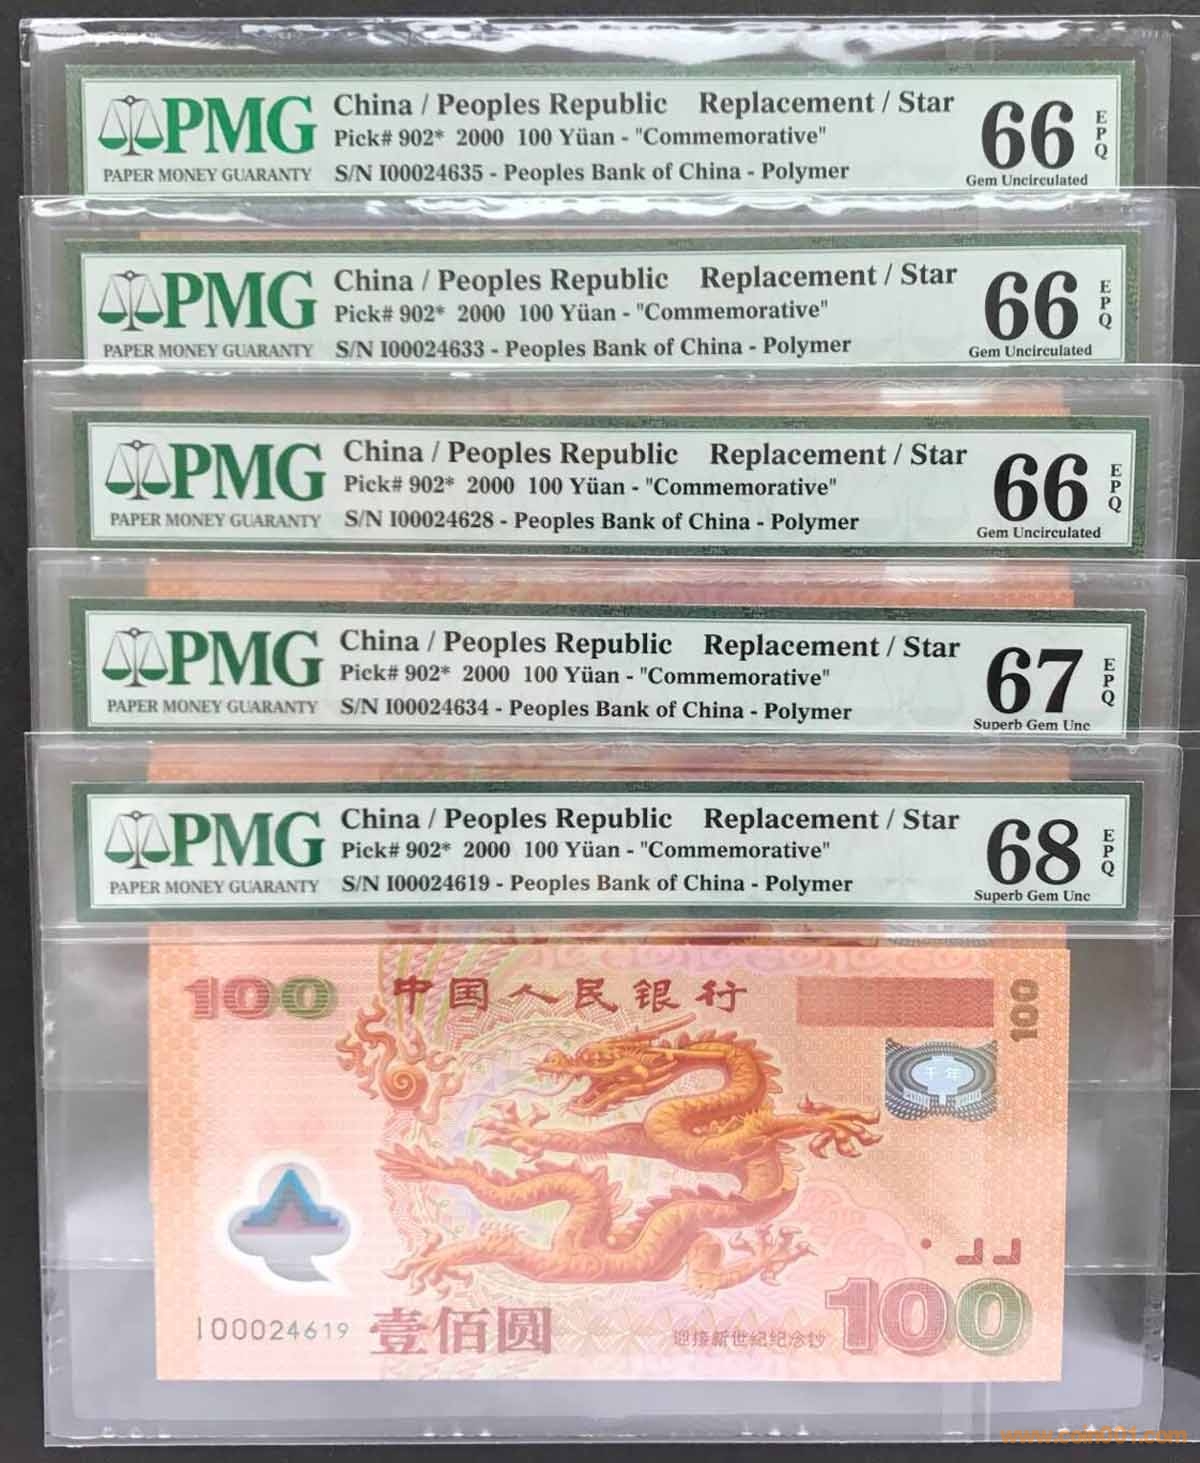 PMG
PAPER MONEY GUARANTY
China / Peoples Republic Replacement / Star
Pick# 902* 2000 100 Yüan - "Commemorative"
S/N I00024635 - Peoples Bank of China - Polymer
66
EPQ
Gem Uncirculated
PMG
PAPER MONEY GUARANTY
China / Peoples Republic Replacement / Star
Pick# 902* 2000 100 Yüan - "Commemorative"
S/N I00024633 - Peoples Bank of China - Polymer
66
EPQ
Gem Uncirculated
PMG
PAPER MONEY GUARANTY
China / Peoples Republic Replacement / Star
Pick# 902* 2000 100 Yüan - "Commemorative"
S/N I00024628 - Peoples Bank of China - Polymer
66
EPQ
Gem Uncirculated
PMG
PAPER MONEY GUARANTY
China / Peoples Republic Replacement / Star
Pick# 902* 2000 100 Yüan - "Commemorative"
S/N I00024634 - Peoples Bank of China - Polymer
67
EPQ
Superb Gem Unc
PMG
PAPER MONEY GUARANTY
China / Peoples Republic Replacement / Star
Pick# 902* 2000 100 Yüan - "Commemorative"
S/N I00024619 - Peoples Bank of China - Polymer
68
EPQ
Superb Gem Unc
100 中国人民银行 100
千年
I00024619 壹佰圆 迎接新世纪纪念钞 100
www.coin001.com